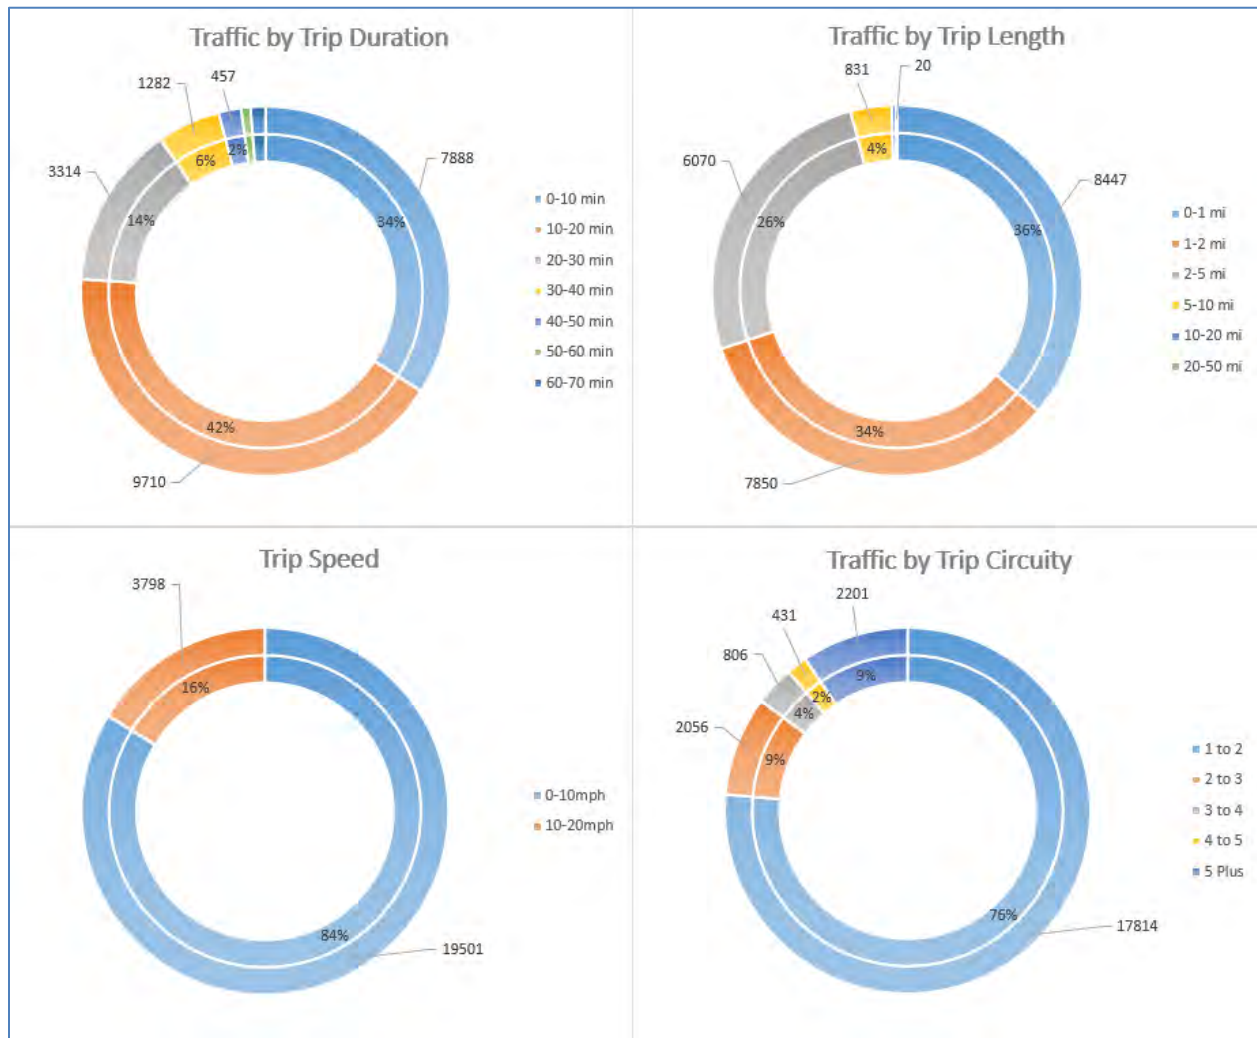 Traffic by Trip Duration
457
1282
3314
7888
2%
6%
14%
34%
42%
9710
0-10 min
10-20 min
20-30 min
30-40 min
40-50 min
50-60 min
60-70 min
Traffic by Trip Length
831
20
6070
8447
4%
26%
36%
34%
7850
0-1 mi
1-2 mi
2-5 mi
5-10 mi
10-20 mi
20-50 mi
Trip Speed
3798
16%
84%
19501
0-10mph
10-20mph
Traffic by Trip Circuity
2201
431
806
2056
9%
2%
4%
9%
76%
17814
1 to 2
2 to 3
3 to 4
4 to 5
5 Plus